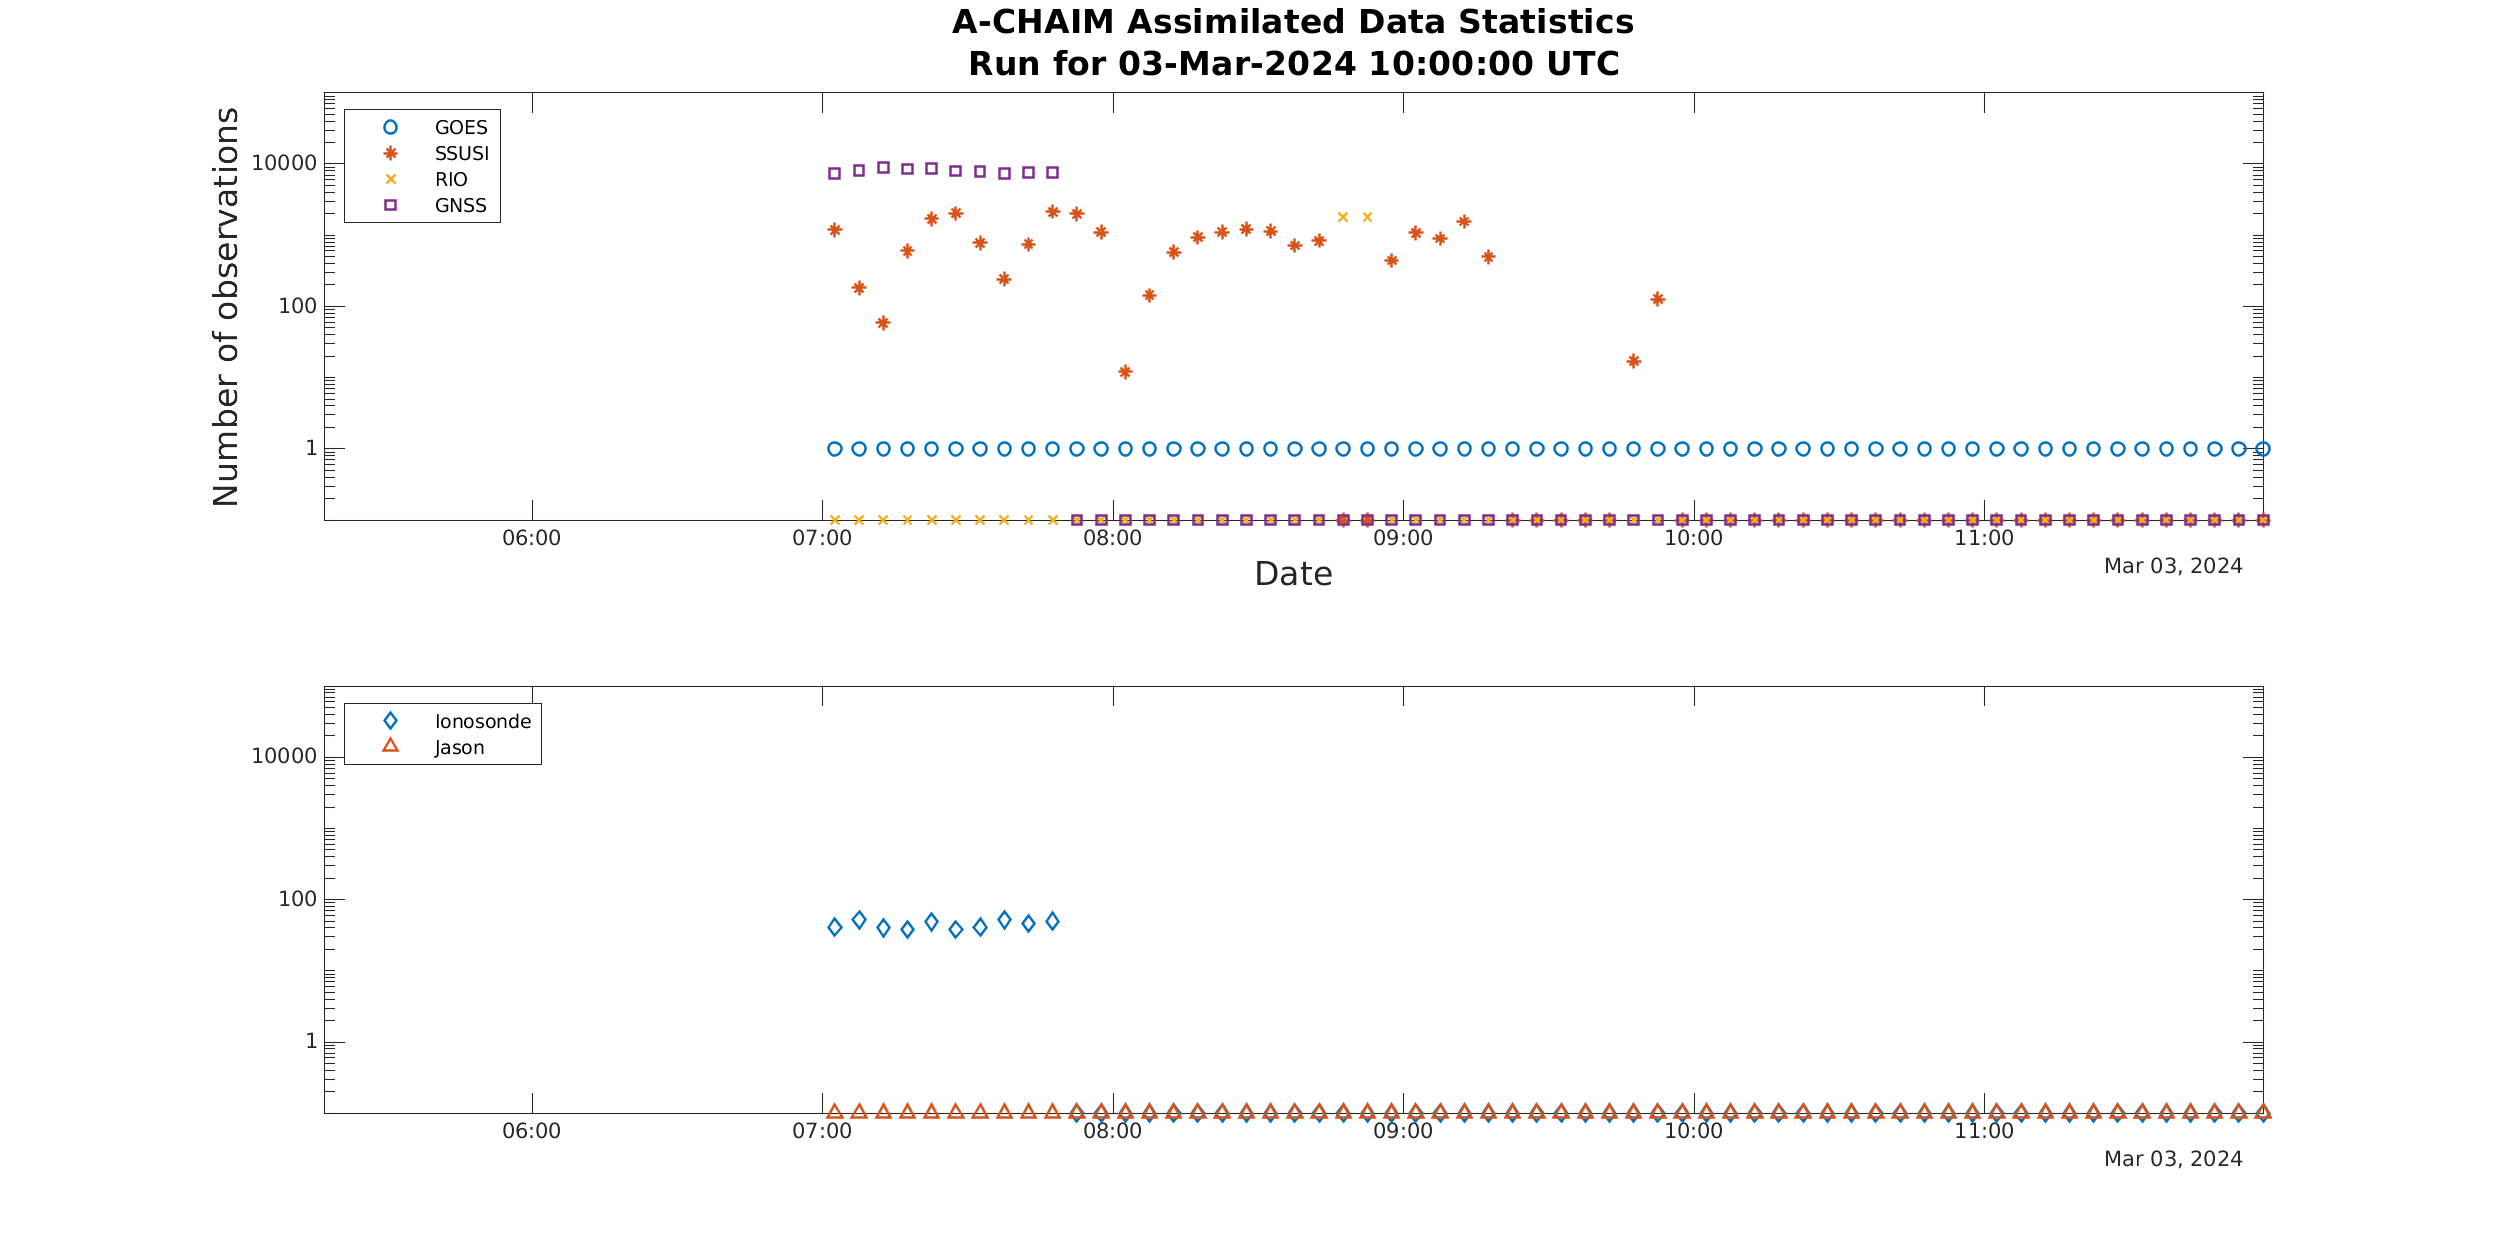 A-CHAIM Assimilated Data Statistics
Run for 03-Mar-2024 10:00:00 UTC
Number of observations
10000
100
1
GOES
SSUSI
RIO
GNSS
06:00 07:00 08:00 09:00 10:00 11:00
Mar 03, 2024
Date
10000
100
1
Ionosonde
Jason
06:00 07:00 08:00 09:00 10:00 11:00
Mar 03, 2024